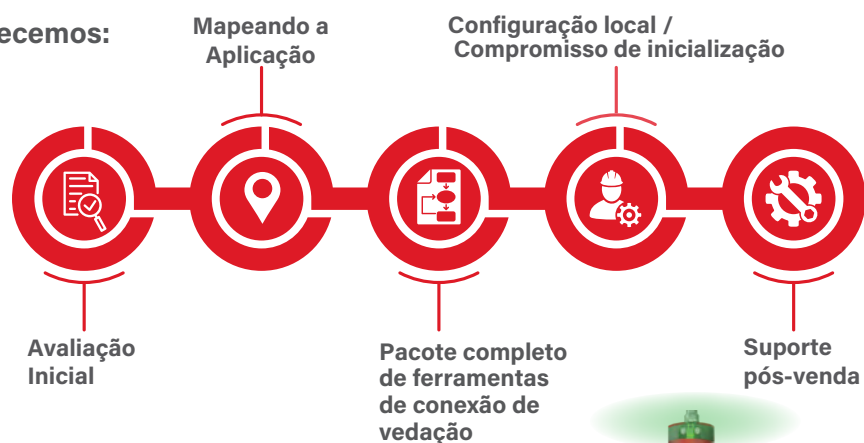 ecemos:
Mapeando a
Aplicação
Configuração local /
Compromisso de inicialização
Avaliação
Inicial
Pacote completo
de ferramentas
de conexão de
vedação
Suporte
pós-venda